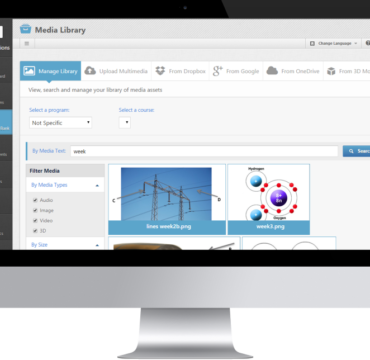 Media Library
Change Language
Manage Library
Upload Multimedia
From Dropbox
From Google
From OneDrive
From 3D M
View, search and manage your library of media assets
Select a program:
Select a course:
Not Specific
By Media Text:
week
Filter Media
By Media Types
Audio
Image
Video
3D
By Size
C
D
lines week2b.png
Hydrogen
Oxygen
week3.png